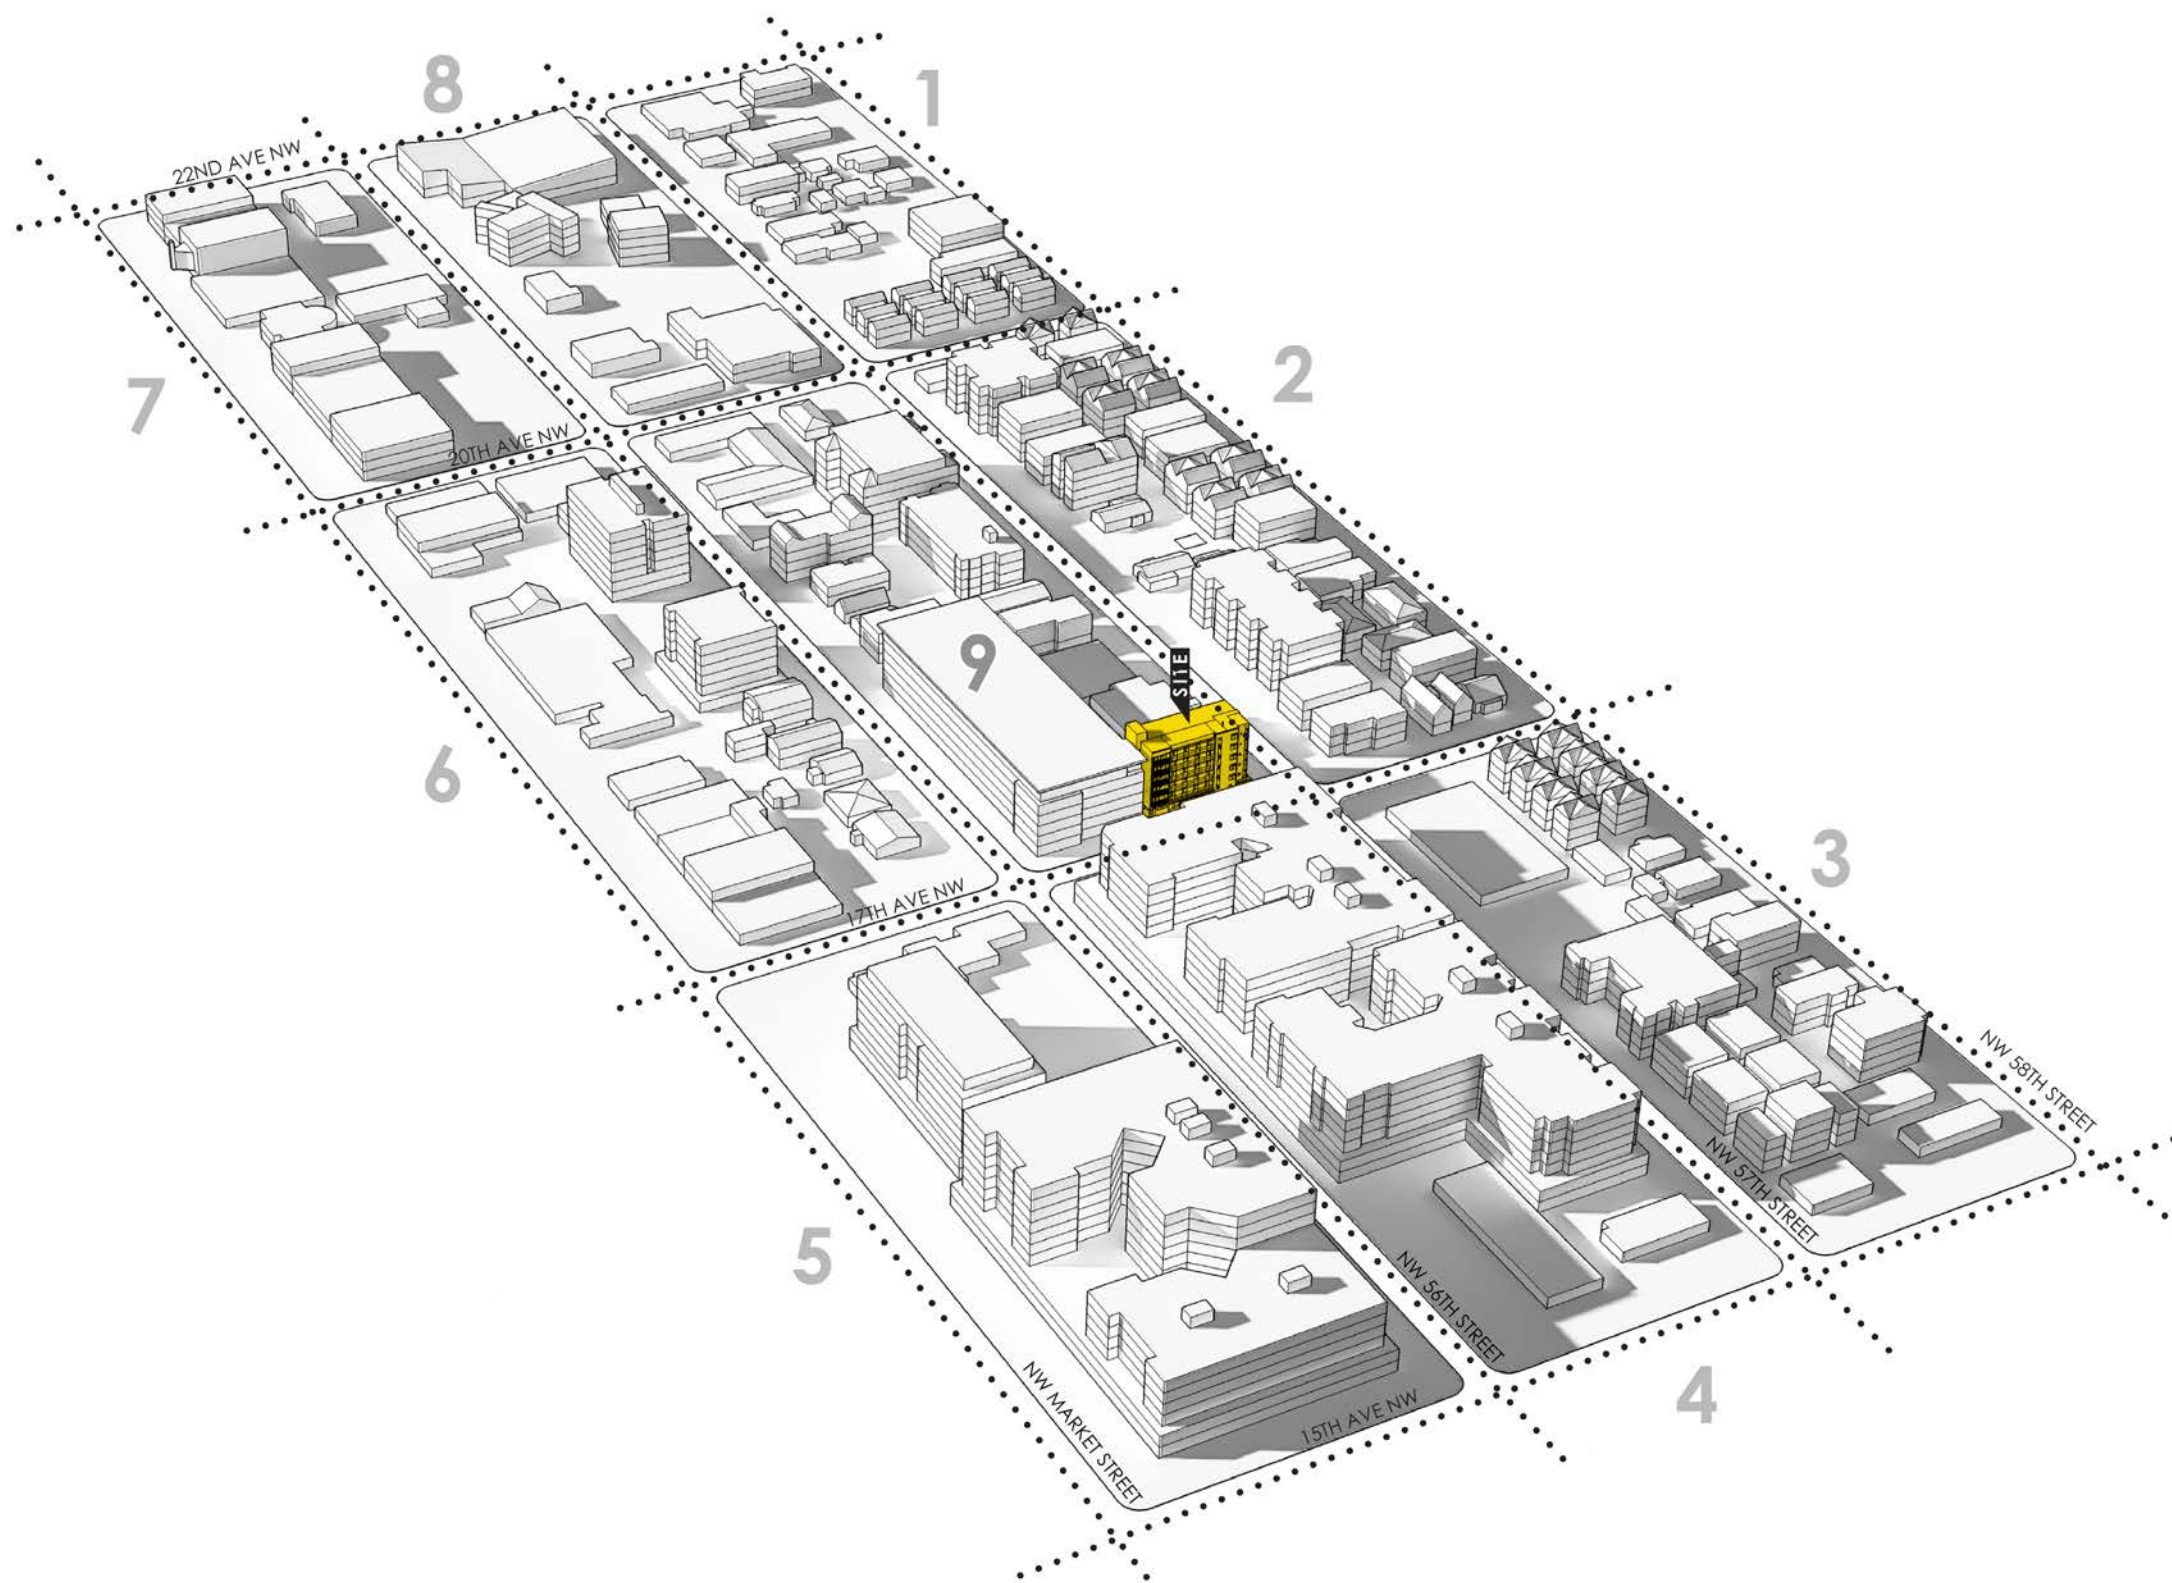 8
1
22ND AVE NW
2
7
20TH AVE NW
9
SITE
6
3
17TH AVE NW
NW 58TH STREET
NW 57TH STREET
5
NW 56TH STREET
NW MARKET STREET
15TH AVE NW
4